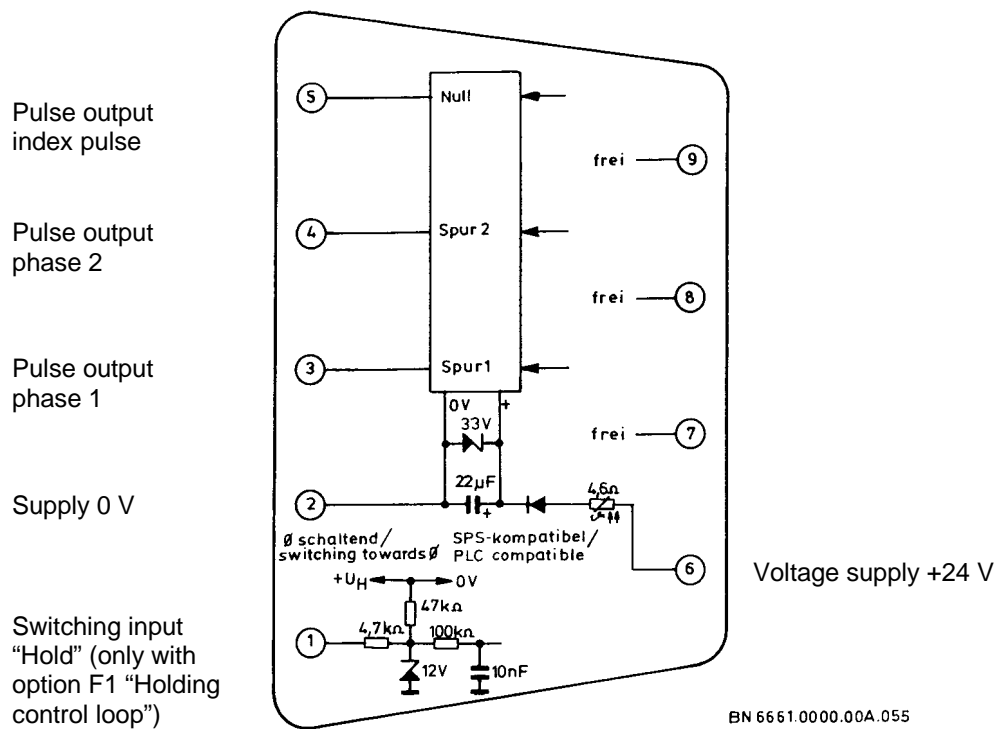 Pulse output
index pulse
5
Null
frei
9
Pulse output
phase 2
4
Spur 2
frei
8
Pulse output
phase 1
3
Spur 1
0V
+
33V
frei
7
Supply 0 V
2
22µF
+
4,6Ω
Ø schaltend/
switching towards Ø
SPS-kompatibel/
PLC compatible
6
Voltage supply +24 V
+UH
0V
47kΩ
Switching input
“Hold” (only with
option F1 “Holding
control loop”)
1
4,7kΩ
100kΩ
12V
10nF
BN 6661.0000.00A.055